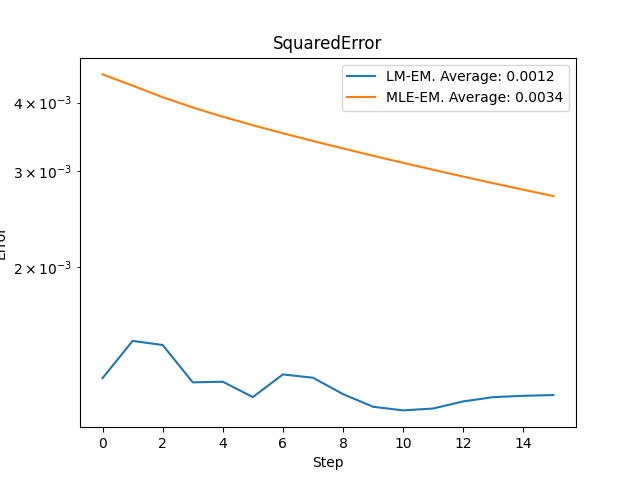 SquaredError
LM-EM. Average: 0.0012
MLE-EM. Average: 0.0034
4 × 10⁻³
3 × 10⁻³
2 × 10⁻³
Error
0 2 4 6 8 10 12 14
Step